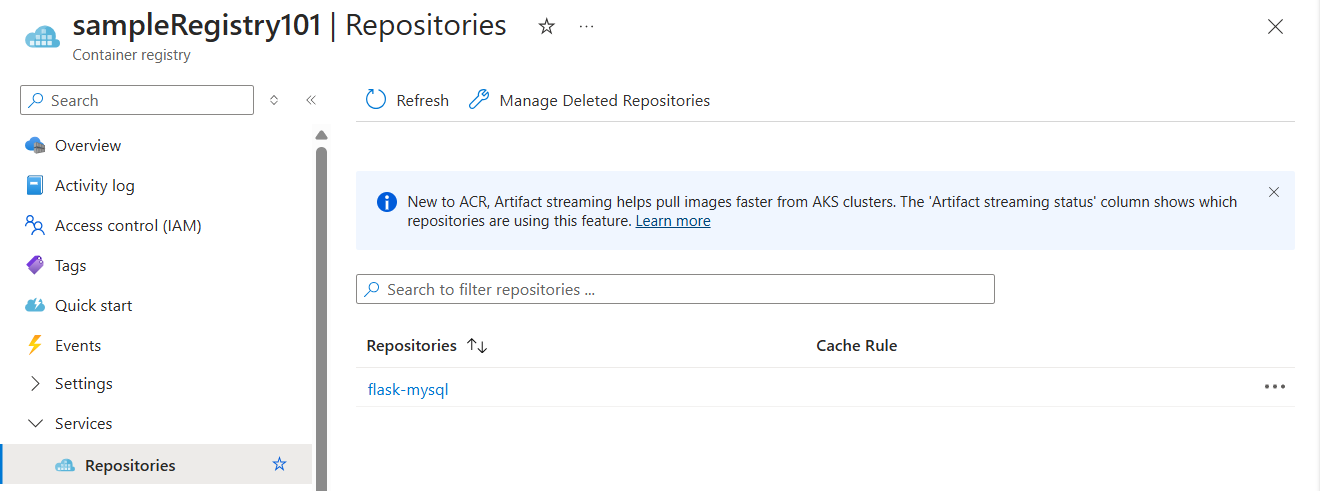 sampleRegistry101 | Repositories
Container registry
Search
Overview
Activity log
Access control (IAM)
Tags
Quick start
Events
Settings
Services
Repositories
Refresh
Manage Deleted Repositories
New to ACR, Artifact streaming helps pull images faster from AKS clusters. The 'Artifact streaming status' column shows which
repositories are using this feature. Learn more
Search to filter repositories ...
Repositories Cache Rule
flask-mysql